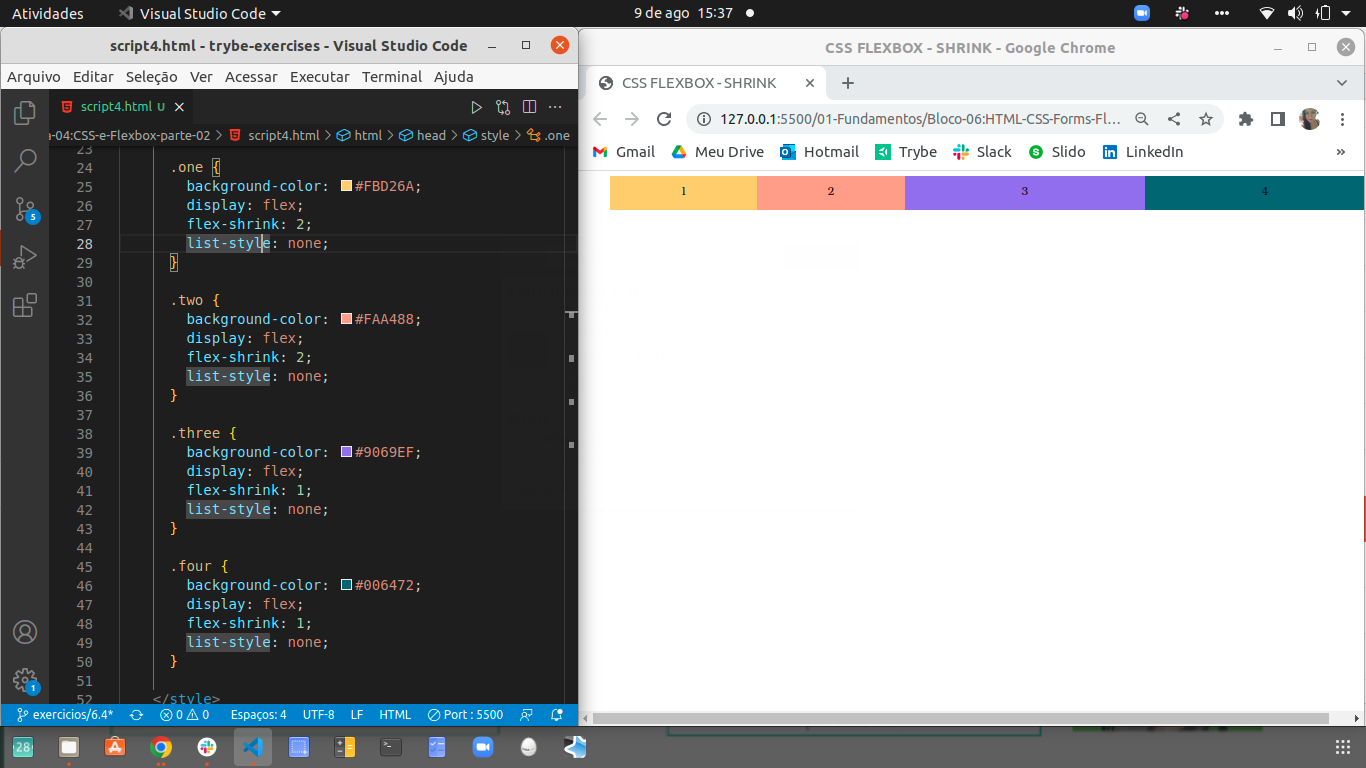 Atividades
Visual Studio Code
9 de ago 15:37
script4.html - trybe-exercises - Visual Studio Code
Arquivo Editar Seleção Ver Acessar Executar Terminal Ajuda
script4.html U
a-04:CSS-e-Flexbox-parte-02 > script4.html > html > head > style > .one
23
24 .one {
25 background-color: #FBD26A;
26 display: flex;
27 flex-shrink: 2;
28 list-style: none;
29 }
30
31 .two {
32 background-color: #FAA488;
33 display: flex;
34 flex-shrink: 2;
35 list-style: none;
36 }
37
38 .three {
39 background-color: #9069EF;
40 display: flex;
41 flex-shrink: 1;
42 list-style: none;
43 }
44
45 .four {
46 background-color: #006472;
47 display: flex;
48 flex-shrink: 1;
49 list-style: none;
50 }
51
52 </style>
5
1
exercicios/6.4* 0 0 Espaços: 4 UTF-8 LF HTML Port : 5500
CSS FLEXBOX - SHRINK - Google Chrome
CSS FLEXBOX - SHRINK
127.0.0.1:5500/01-Fundamentos/Bloco-06:HTML-CSS-Forms-Fl...
Gmail Meu Drive Hotmail Trybe Slack Slido LinkedIn »
1 2 3 4
28